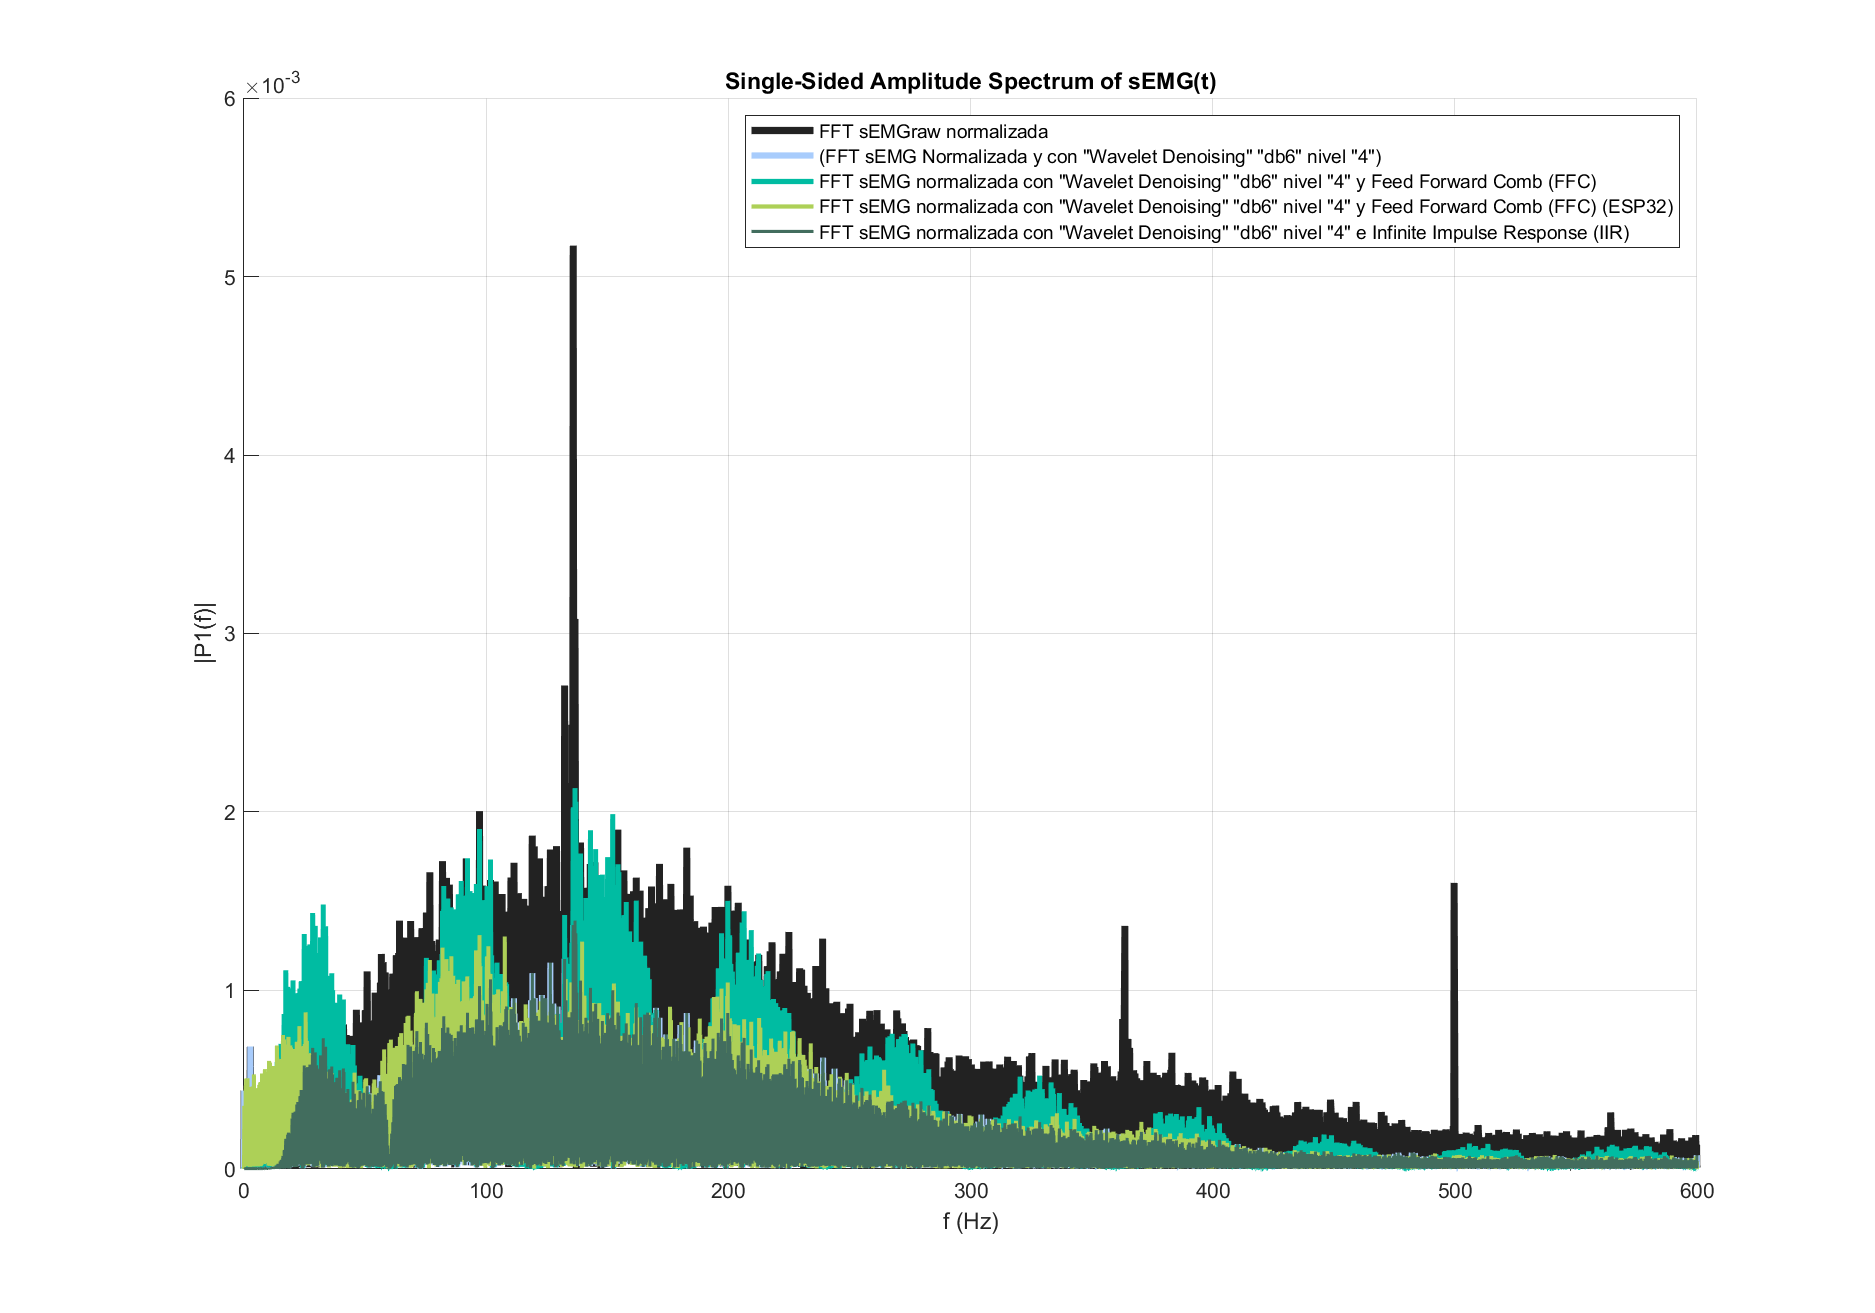 Single-Sided Amplitude Spectrum of sEMG(t)
×10-3
6
5
4
3
2
1
0
|P1(f)|
FFT sEMGraw normalizada
(FFT sEMG Normalizada y con "Wavelet Denoising" "db6" nivel "4")
FFT sEMG normalizada con "Wavelet Denoising" "db6" nivel "4" y Feed Forward Comb (FFC)
FFT sEMG normalizada con "Wavelet Denoising" "db6" nivel "4" y Feed Forward Comb (FFC) (ESP32)
FFT sEMG normalizada con "Wavelet Denoising" "db6" nivel "4" e Infinite Impulse Response (IIR)
0 100 200 300 400 500 600
f (Hz)